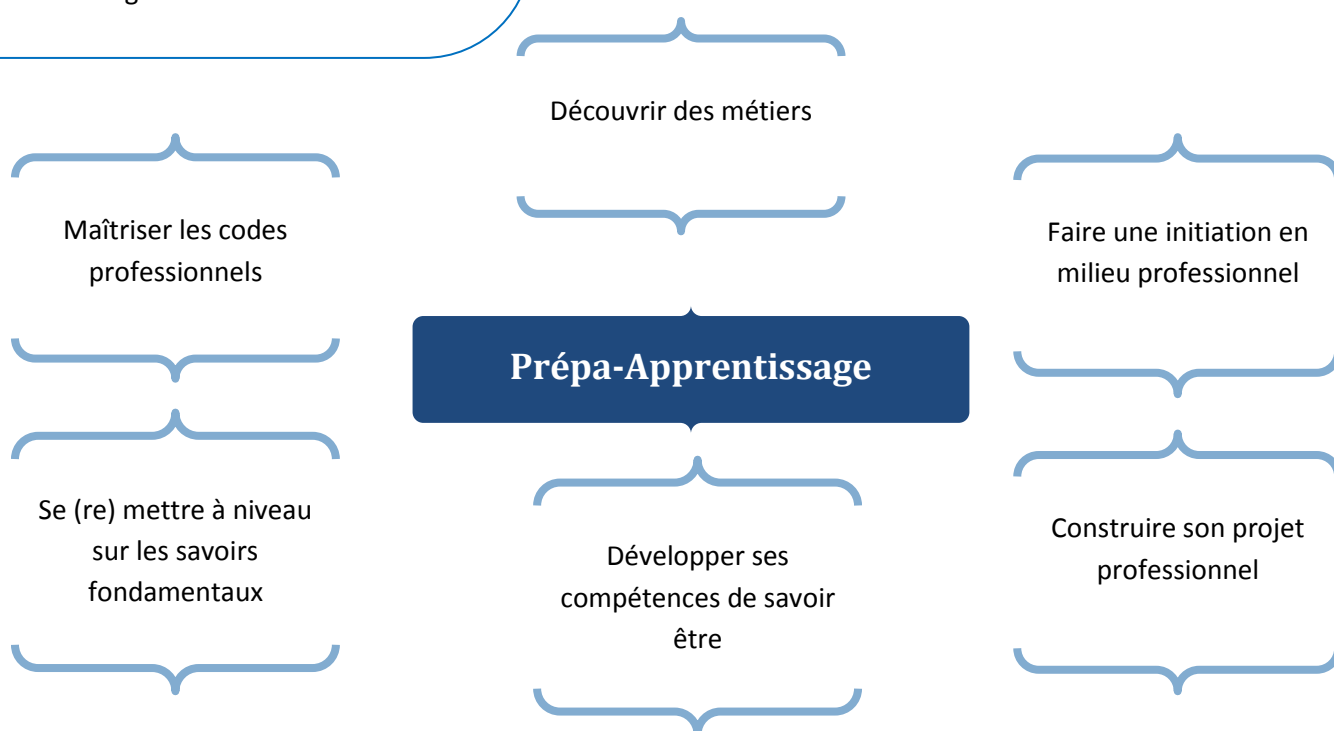 Découvrir des métiers
Maîtriser les codes
professionnels
Faire une initiation en
milieu professionnel
Prépa-Apprentissage
Se (re) mettre à niveau
sur les savoirs
fondamentaux
Développer ses
compétences de savoir
être
Construire son projet
professionnel